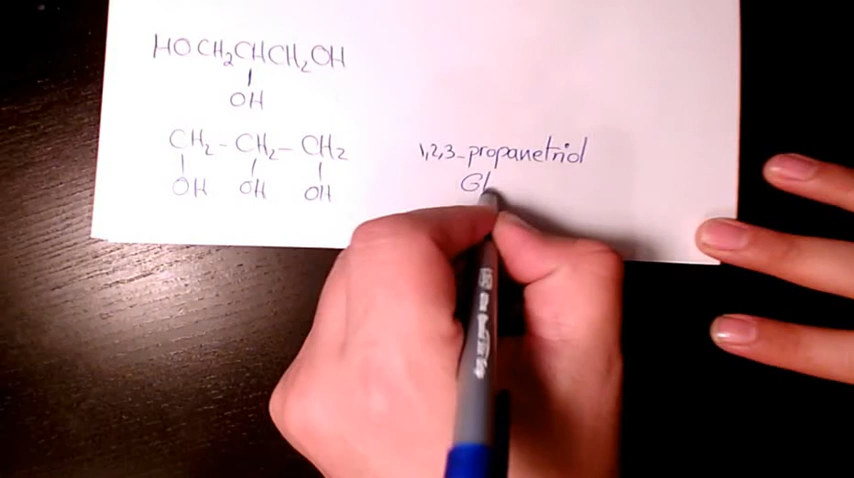 HOCH₂CHCH₂OH
OH
CH₂ - CH₂ - CH₂
OH OH OH
1,2,3-propanetriol
Gl